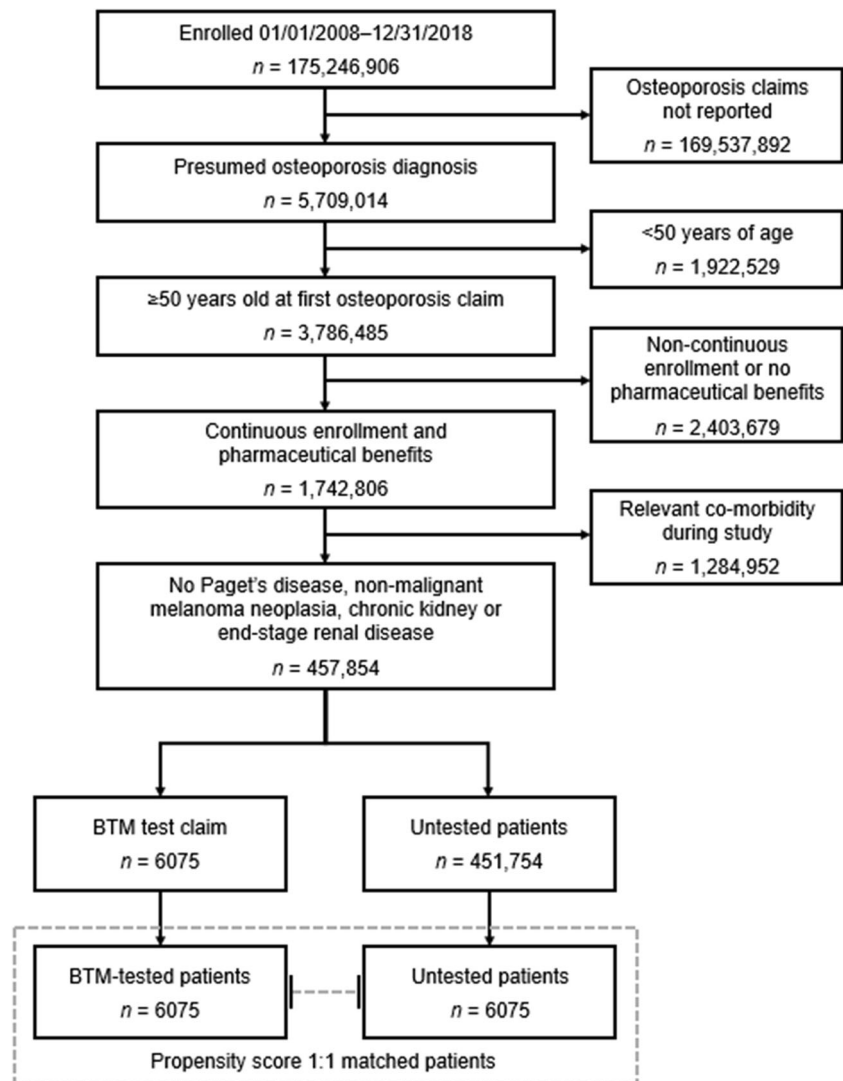 Enrolled 01/01/2008–12/31/2018
n = 175,246,906
Osteoporosis claims
not reported
n = 169,537,892
Presumed osteoporosis diagnosis
n = 5,709,014
<50 years of age
n = 1,922,529
≥50 years old at first osteoporosis claim
n = 3,786,485
Non-continuous
enrollment or no
pharmaceutical benefits
n = 2,403,679
Continuous enrollment and
pharmaceutical benefits
n = 1,742,806
Relevant co-morbidity
during study
n = 1,284,952
No Paget's disease, non-malignant
melanoma neoplasia, chronic kidney or
end-stage renal disease
n = 457,854
BTM test claim
n = 6075
Untested patients
n = 451,754
BTM-tested patients
n = 6075
Untested patients
n = 6075
Propensity score 1:1 matched patients